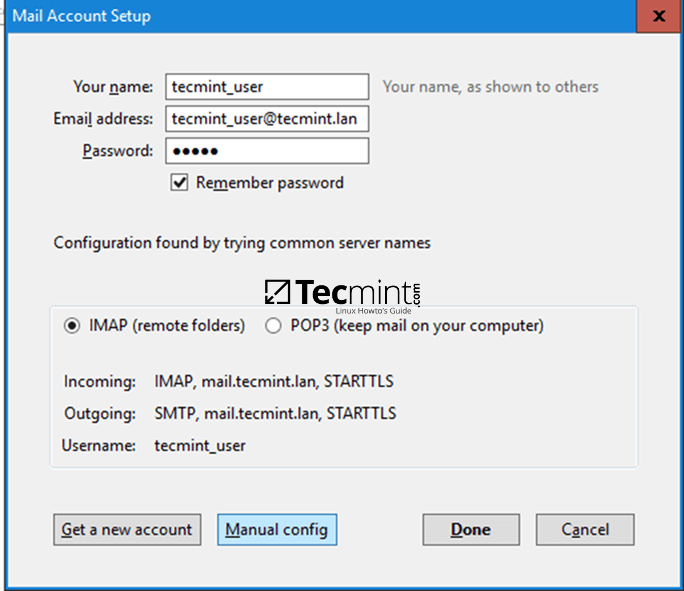 Mail Account Setup
x
Your name: tecmint_user Your name, as shown to others
Email address: tecmint_user@tecmint.lan
Password: •••••
Remember password
Configuration found by trying common server names
Tecmint.com
Linux Howto's Guide
IMAP (remote folders) POP3 (keep mail on your computer)
Incoming: IMAP, mail.tecmint.lan, STARTTLS
Outgoing: SMTP, mail.tecmint.lan, STARTTLS
Username: tecmint_user
Get a new account Manual config Done Cancel